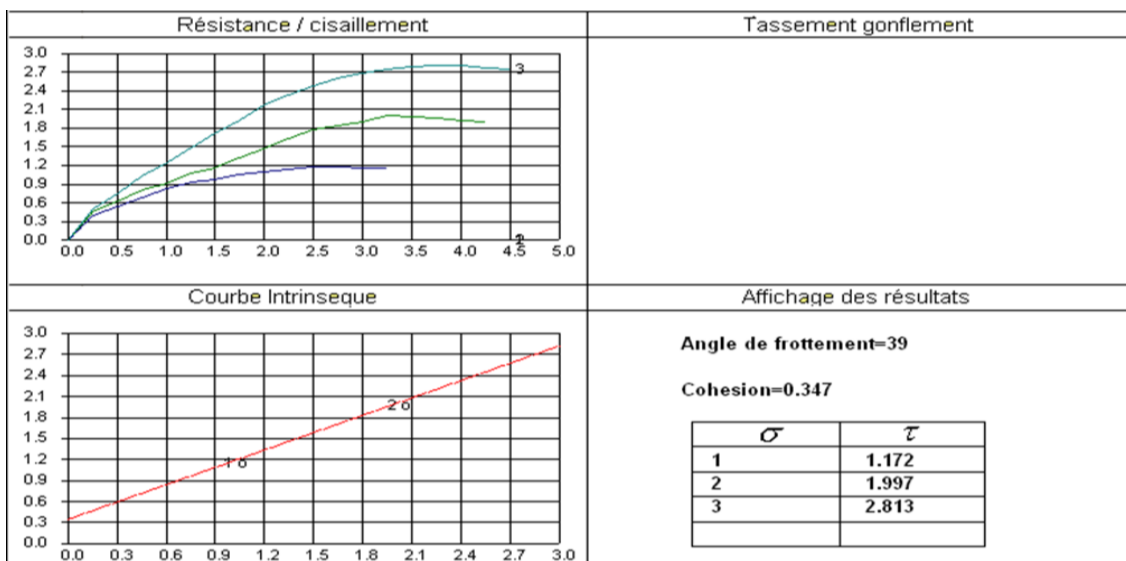 Résistance / cisaillement
Tassement gonflement
3.0
2.7
2.4
2.1
1.8
1.5
1.2
0.9
0.6
0.3
0.0
3
0.0 0.5 1.0 1.5 2.0 2.5 3.0 3.5 4.0 4.5 5.0
Courbe Intrinseque
Affichage des résultats
3.0
2.7
2.4
2.1
1.8
1.5
1.2
0.9
0.6
0.3
0.0
2 o
1 o
0.0 0.3 0.6 0.9 1.2 1.5 1.8 2.1 2.4 2.7 3.0
Angle de frottement=39
Cohesion=0.347
σ τ
1 1.172
2 1.997
3 2.813